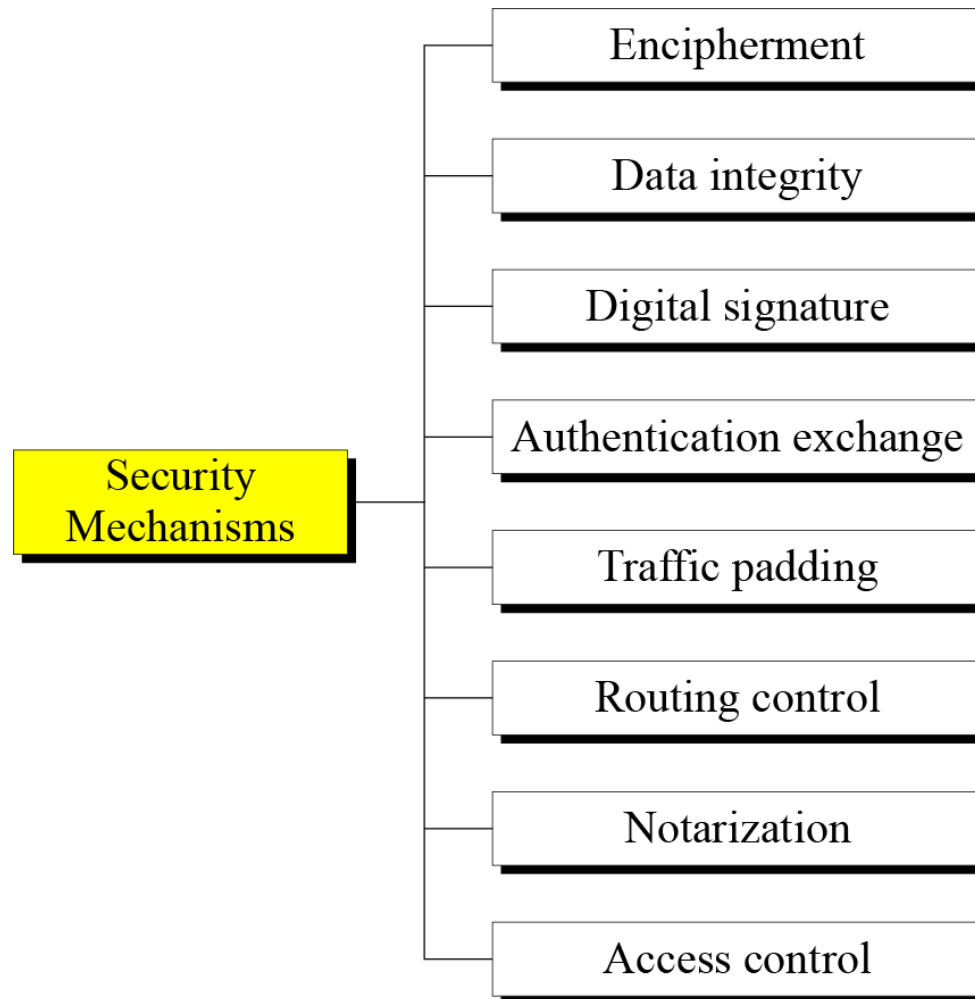 Encipherment
Data integrity
Digital signature
Authentication exchange
Security
Mechanisms
Traffic padding
Routing control
Notarization
Access control